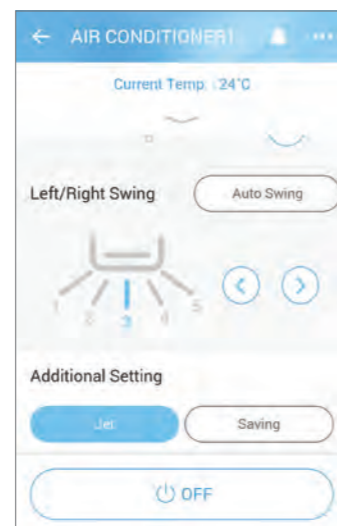 AIR CONDITIONER1
Current Temp. : 24°C
Left/Right Swing
Auto Swing
1 2 3 4 5
Additional Setting
Jet
Saving
OFF